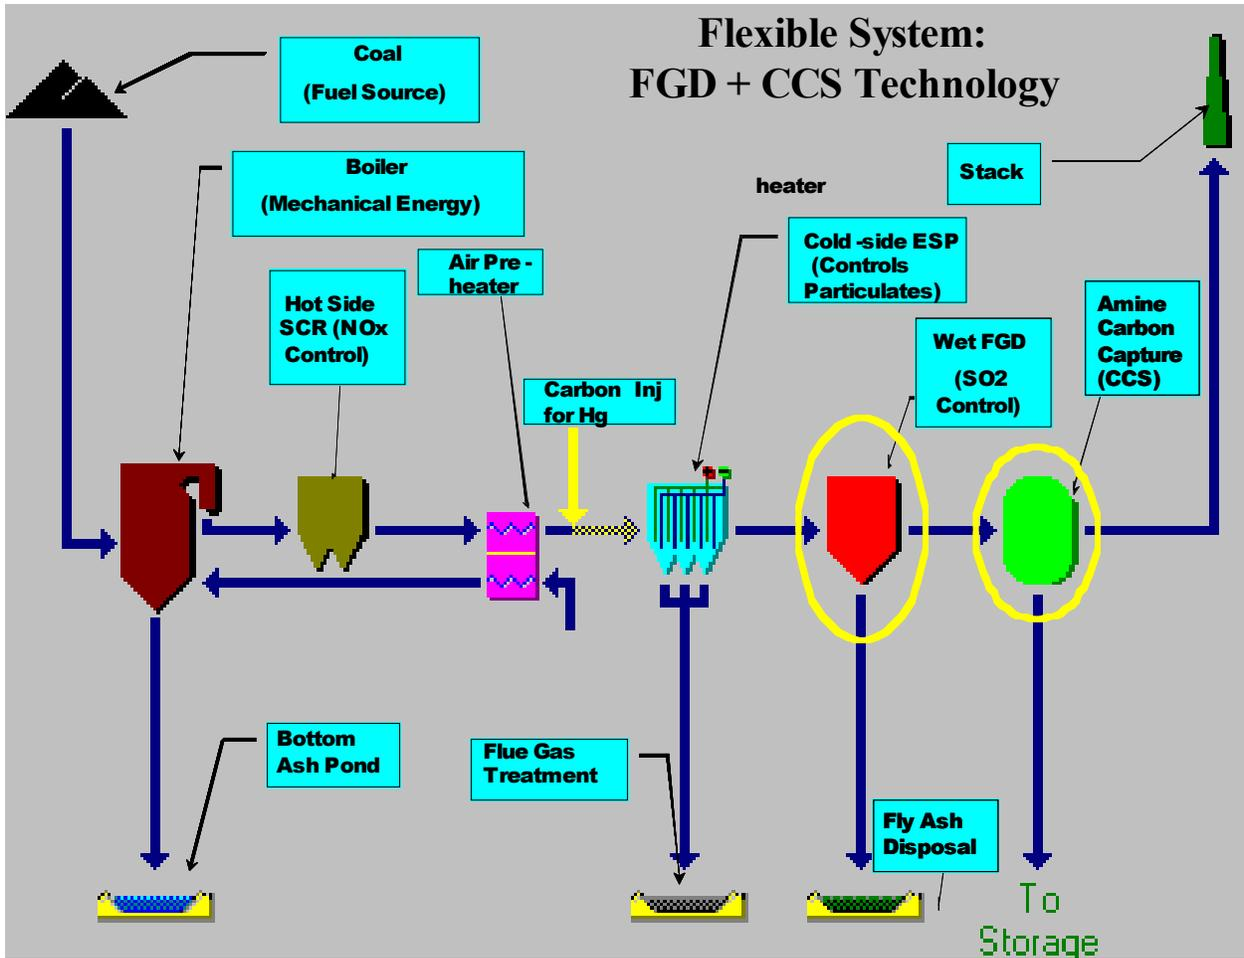 Flexible System:
FGD + CCS Technology
Coal
(Fuel Source)
Boiler
(Mechanical Energy)
Stack
heater
Air Pre -
heater
Cold -side ESP
(Controls
Particulates)
Hot Side
SCR (NOx
Control)
Amine
Carbon
Capture
(CCS)
Wet FGD
(SO2
Control)
Carbon Inj
for Hg
Bottom
Ash Pond
Flue Gas
Treatment
Fly Ash
Disposal
To
Storage